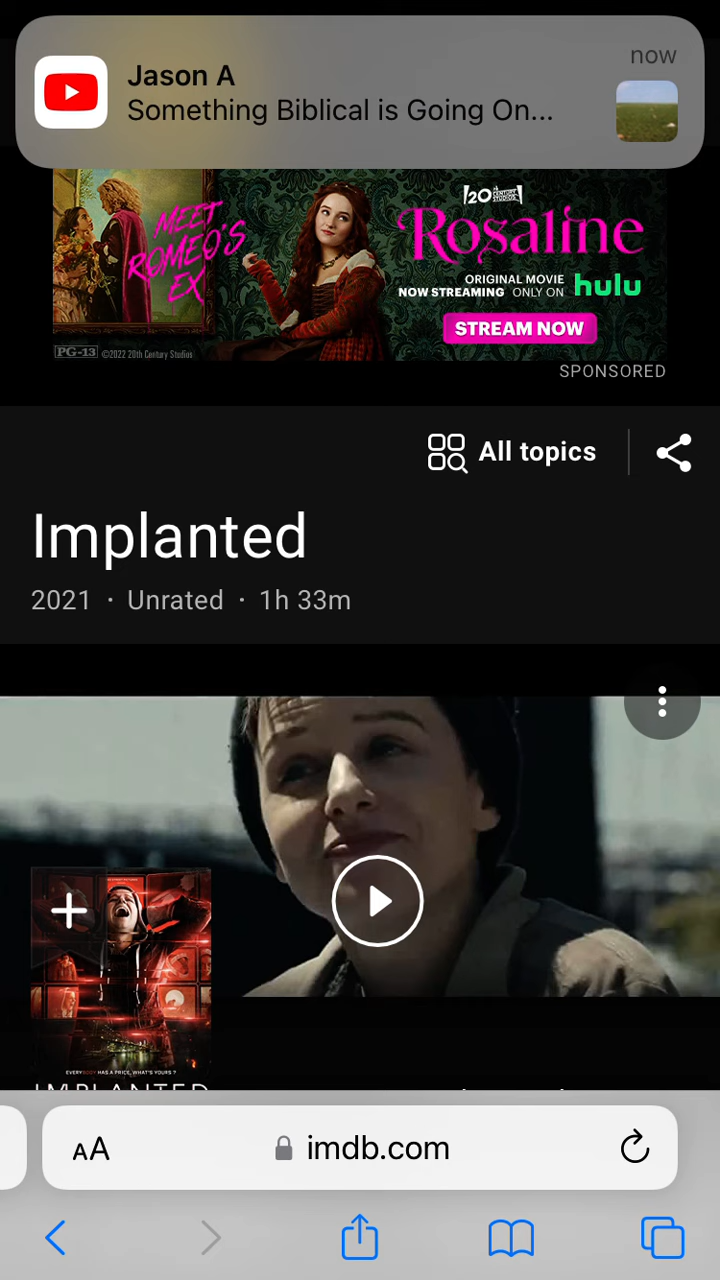 Jason A
now
Something Biblical is Going On...
MEET
ROMEO'S
EX
20TH CENTURY STUDIOS
Rosaline
ORIGINAL MOVIE
NOW STREAMING ONLY ON hulu
STREAM NOW
PG-13 ©2022 20th Century Studios
SPONSORED
All topics
Implanted
2021 · Unrated · 1h 33m
EVERYBODY HAS A PRICE, WHAT'S YOURS ?
IMPLANTED
AA imdb.com